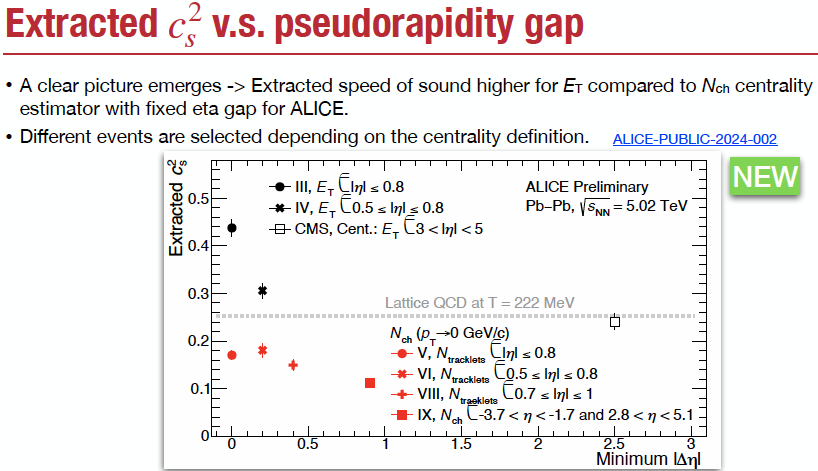 Extracted c_s^2 v.s. pseudorapidity gap
• A clear picture emerges -> Extracted speed of sound higher for E_T compared to N_ch centrality
estimator with fixed eta gap for ALICE.
• Different events are selected depending on the centrality definition. ALICE-PUBLIC-2024-002
NEW
Extracted c_s^2
0.5
0.4
0.3
0.2
0.1
0
III, E_T ⊂ |η| ≤ 0.8
IV, E_T ⊂ 0.5 ≤ |η| ≤ 0.8
CMS, Cent.: E_T ⊂ 3 < |η| < 5
ALICE Preliminary
Pb–Pb, √s_NN = 5.02 TeV
Lattice QCD at T = 222 MeV
N_ch (p_T→0 GeV/c)
V, N_tracklets ⊂ |η| ≤ 0.8
VI, N_tracklets ⊂ 0.5 ≤ |η| ≤ 0.8
VIII, N_tracklets ⊂ 0.7 ≤ |η| ≤ 1
IX, N_ch ⊂ -3.7 < η < -1.7 and 2.8 < η < 5.1
0 0.5 1 1.5 2 2.5 3
Minimum |Δη|